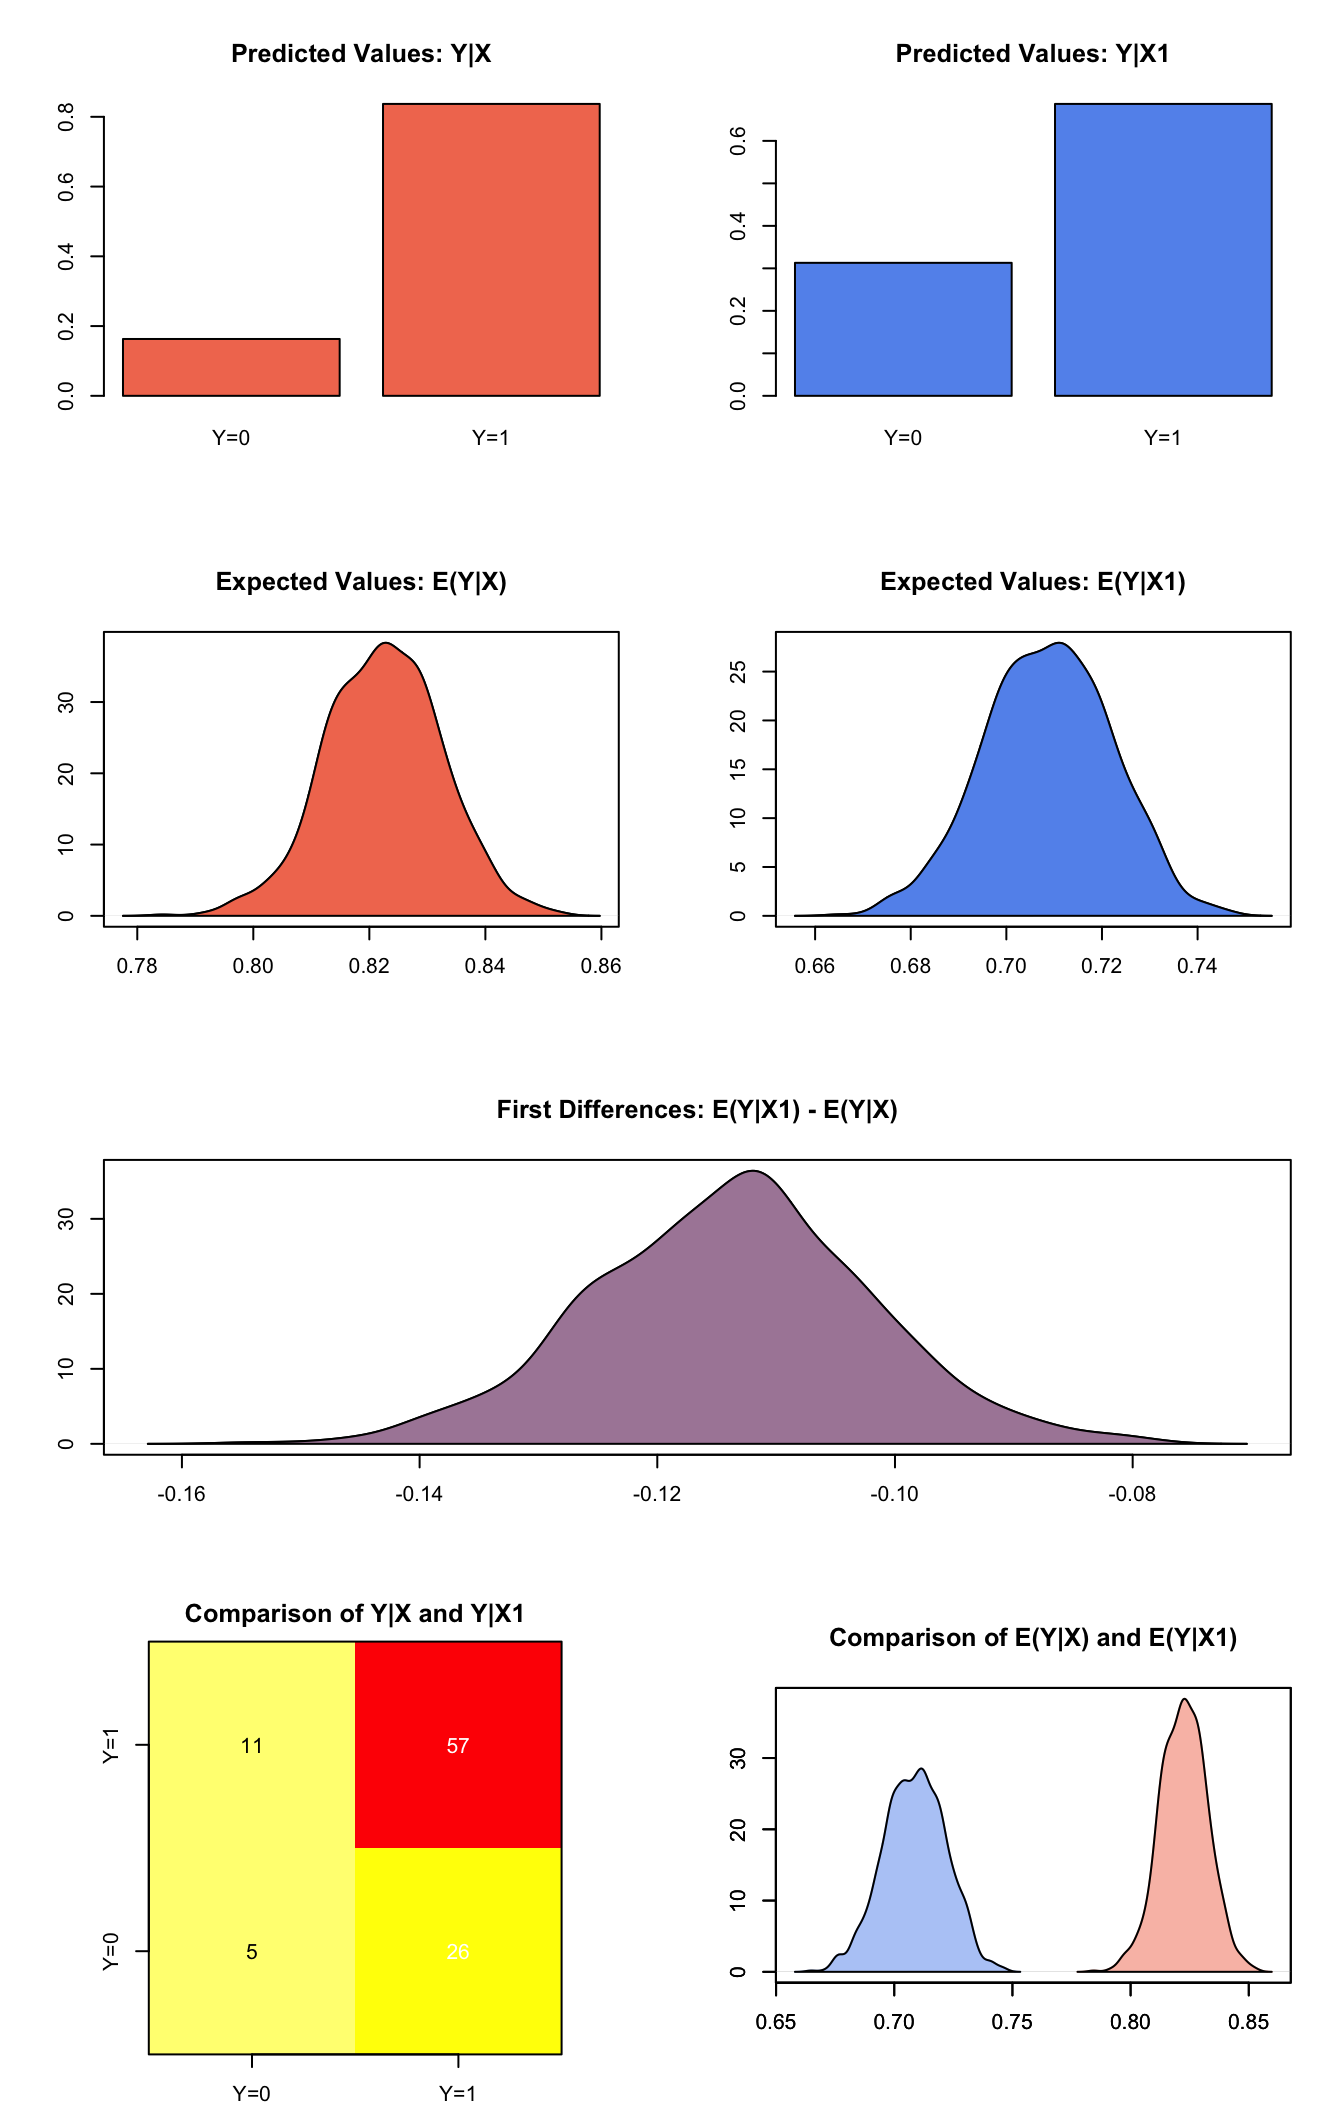 Predicted Values: Y|X
0.8
0.6
0.4
0.2
0.0
Y=0 Y=1
Predicted Values: Y|X1
0.6
0.4
0.2
0.0
Y=0 Y=1
Expected Values: E(Y|X)
30
20
10
0
0.78 0.80 0.82 0.84 0.86
Expected Values: E(Y|X1)
25
20
15
10
5
0
0.66 0.68 0.70 0.72 0.74
First Differences: E(Y|X1) - E(Y|X)
30
20
10
0
-0.16 -0.14 -0.12 -0.10 -0.08
Comparison of Y|X and Y|X1
Y=1 11 57
Y=0 5 26
Y=0 Y=1
Comparison of E(Y|X) and E(Y|X1)
30
20
10
0
0.65 0.70 0.75 0.80 0.85